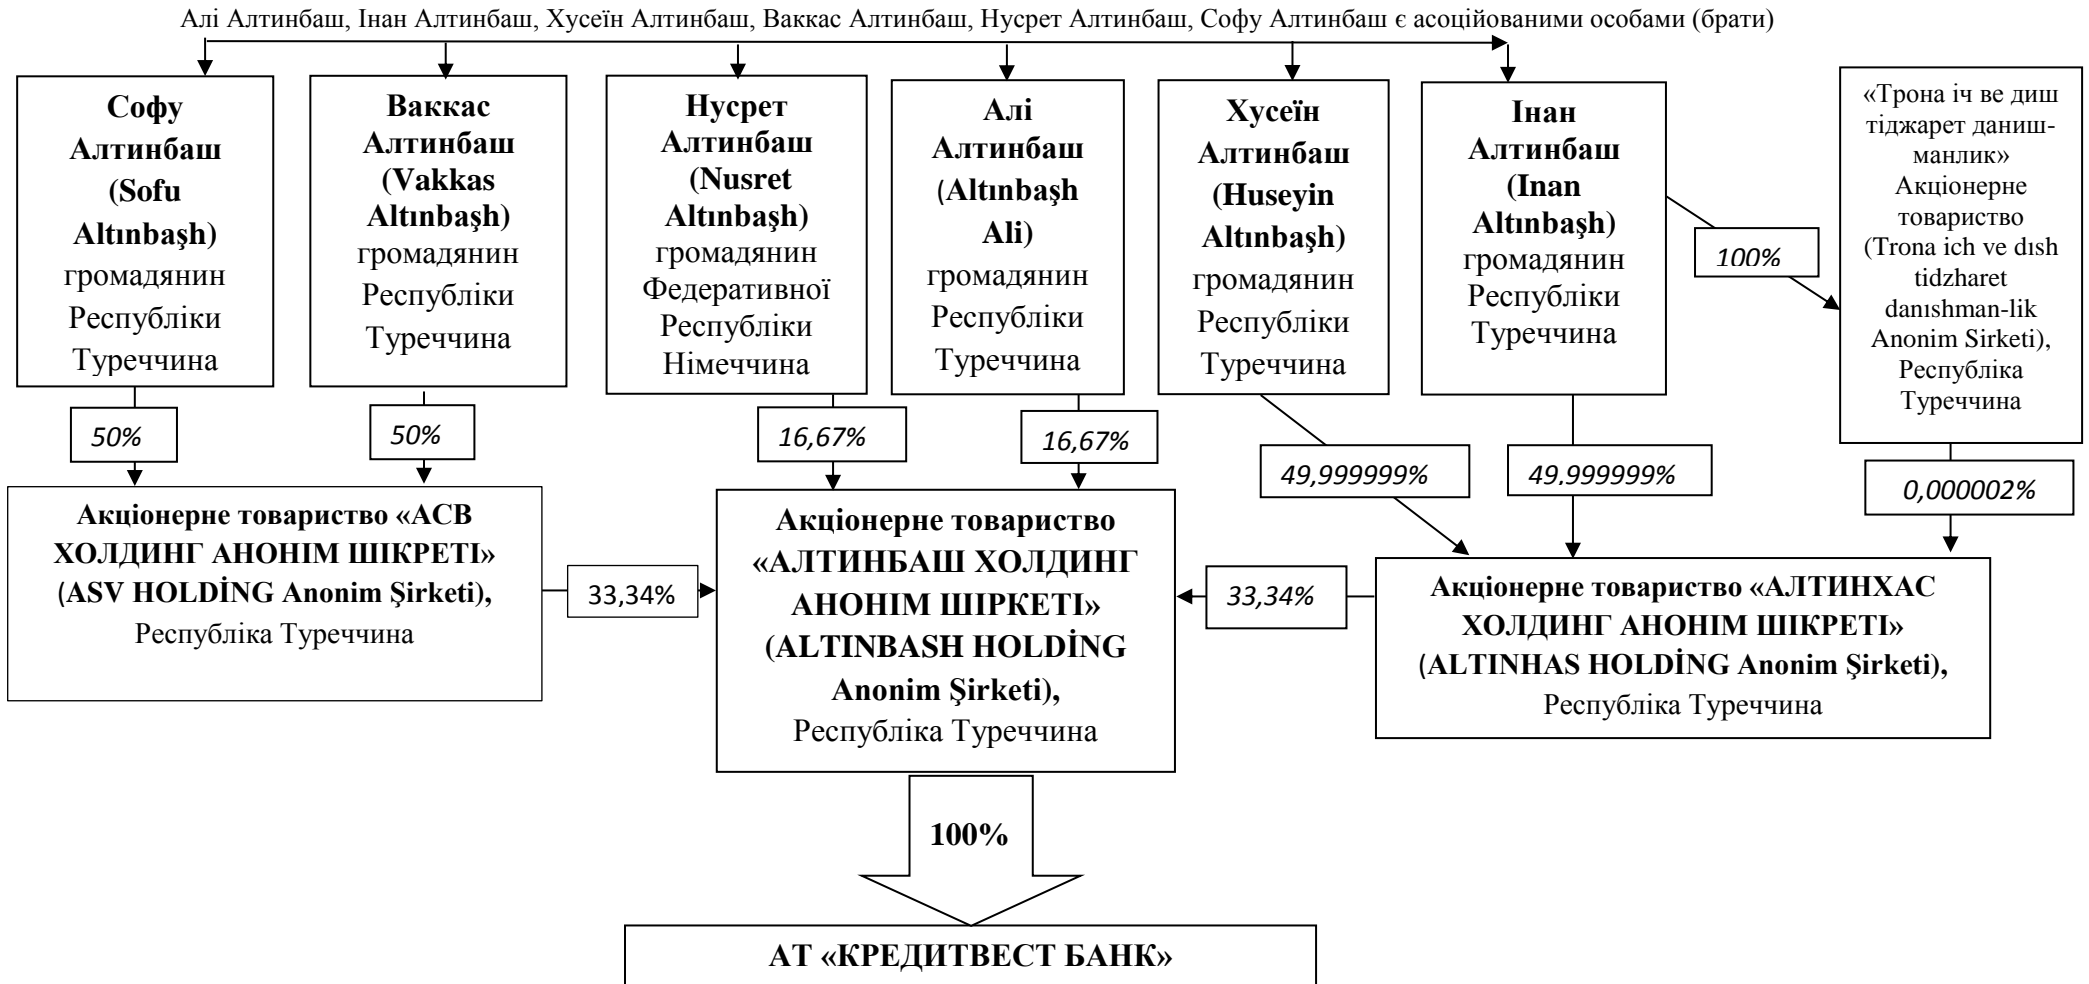 Алі Алтинбаш, Інан Алтинбаш, Хусеїн Алтинбаш, Ваккас Алтинбаш, Нусрет Алтинбаш, Софу Алтинбаш є асоційованими особами (брати)
Софу
Алтинбаш
(Sofu
Altınbaşh)
громадянин
Республіки
Туреччина
Ваккас
Алтинбаш
(Vakkas
Altınbaşh)
громадянин
Республіки
Туреччина
Нусрет
Алтинбаш
(Nusret
Altınbaşh)
громадянин
Федеративної
Республіки
Німеччина
Алі
Алтинбаш
(Altınbaşh
Ali)
громадянин
Республіки
Туреччина
Хусеїн
Алтинбаш
(Huseyin
Altınbaşh)
громадянин
Республіки
Туреччина
Інан
Алтинбаш
(Inan
Altınbaşh)
громадянин
Республіки
Туреччина
«Трона іч ве диш
тіджарет даниш-
манлик»
Акціонерне
товариство
(Trona ich ve dısh
tidzharet
danıshman-lik
Anonim Sirketi),
Республіка
Туреччина
100%
50%
50%
16,67%
16,67%
49,999999%
49,999999%
0,000002%
Акціонерне товариство «АСВ
ХОЛДИНГ АНОНІМ ШІКРЕТІ»
(ASV HOLDİNG Anonim Şirketi),
Республіка Туреччина
33,34%
Акціонерне товариство
«АЛТИНБАШ ХОЛДИНГ
АНОНІМ ШІРКЕТІ»
(ALTINBASH HOLDİNG
Anonim Şirketi),
Республіка Туреччина
33,34%
Акціонерне товариство «АЛТИНХАС
ХОЛДИНГ АНОНІМ ШІКРЕТІ»
(ALTINHAS HOLDİNG Anonim Şirketi),
Республіка Туреччина
100%
АТ «КРЕДИТВЕСТ БАНК»